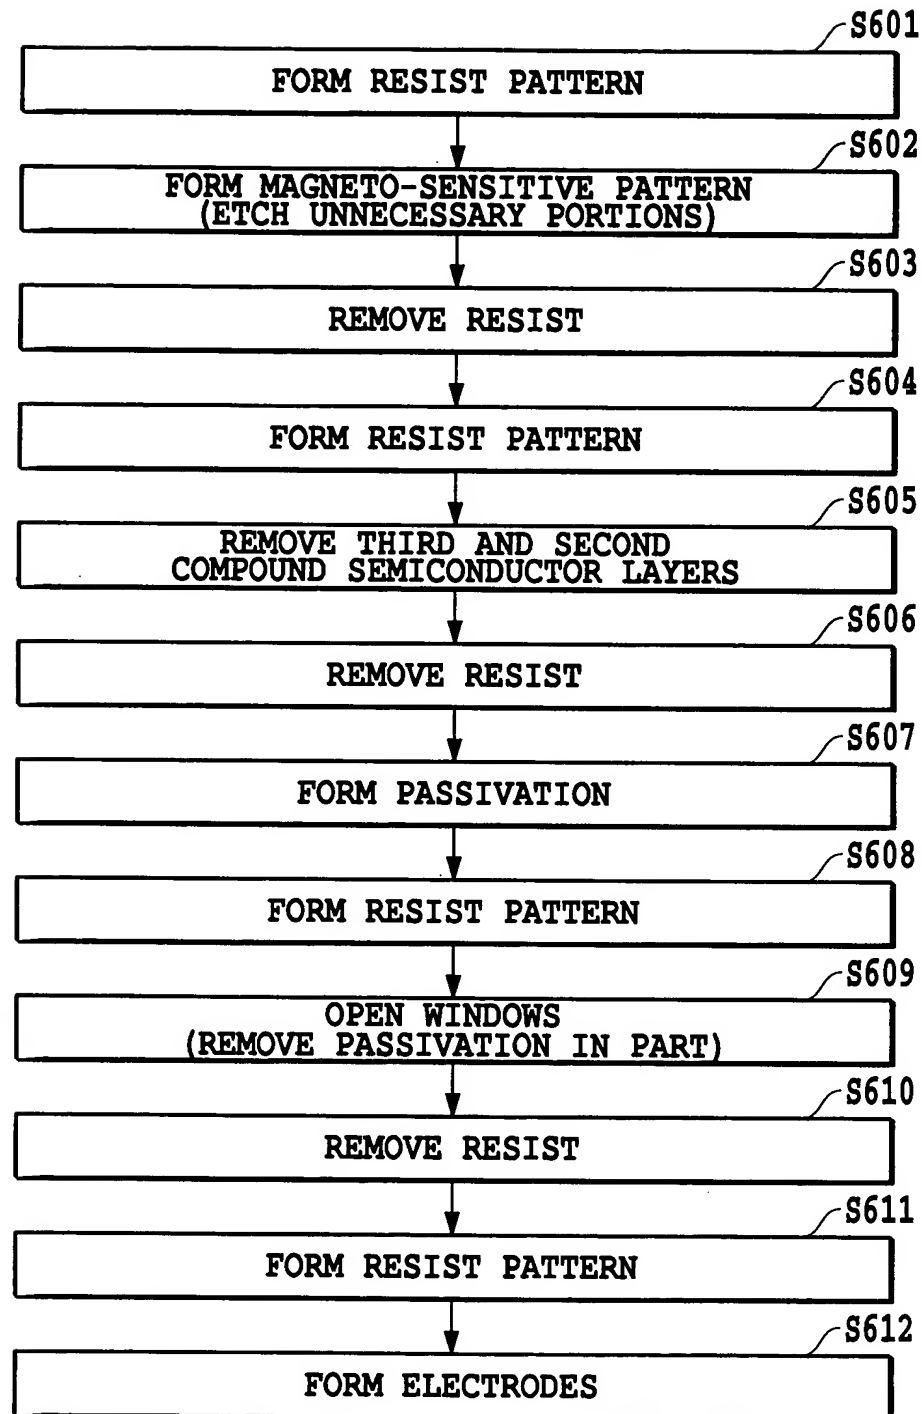 S601
FORM RESIST PATTERN
S602
FORM MAGNETO-SENSITIVE PATTERN
(ETCH UNNECESSARY PORTIONS)
S603
REMOVE RESIST
S604
FORM RESIST PATTERN
S605
REMOVE THIRD AND SECOND
COMPOUND SEMICONDUCTOR LAYERS
S606
REMOVE RESIST
S607
FORM PASSIVATION
S608
FORM RESIST PATTERN
S609
OPEN WINDOWS
(REMOVE PASSIVATION IN PART)
S610
REMOVE RESIST
S611
FORM RESIST PATTERN
S612
FORM ELECTRODES